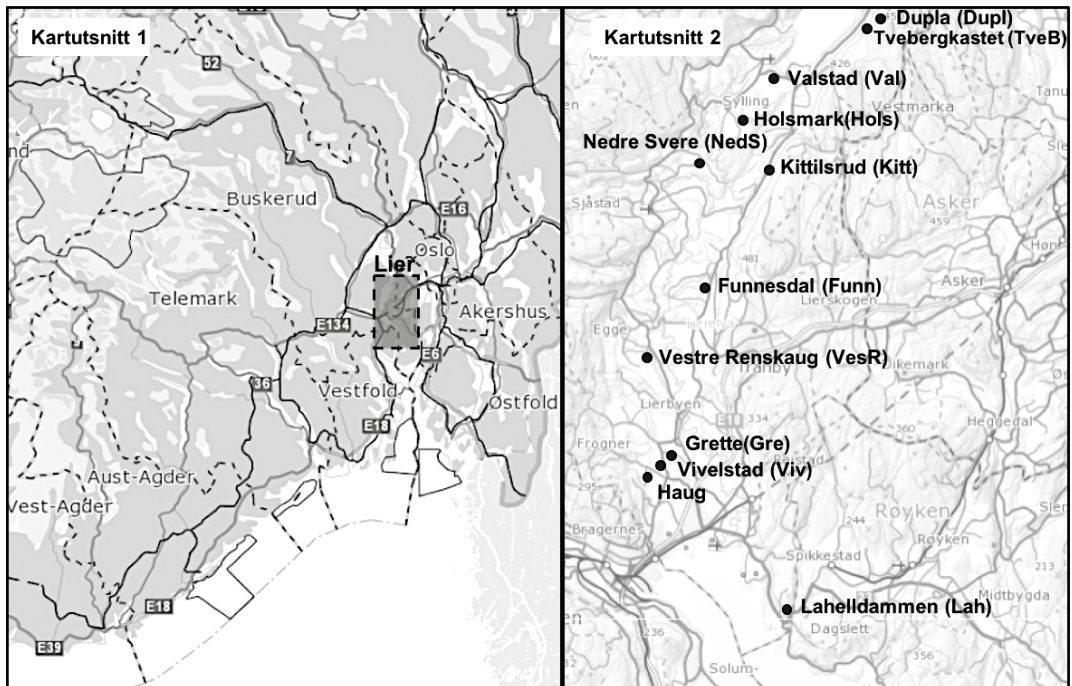 Kartutsnitt 1
52
7
Buskerud
E16
Oslo
Lier
Telemark
Akershus
E134
E6
36
Vestfold
Østfold
E18
Aust-Agder
Vest-Agder
E18
E39
Kartutsnitt 2
Dupla (Dupl)
Tvebergkastet (TveB)
426
Valstad (Val)
Sylling
Vestmarka
Holsmark(Hols)
Nedre Svere (NedS)
Kittilsrud (Kitt)
Sjåstad
Asker
459
481
Asker
Funnesdal (Funn)
Lierskogen
Egge
Vestre Renskaug (VesR)
Dikemark
Tranby
Lierbyen
E18
334
360
Heggedal
Frogner
Grette(Gre)
Vivelstad (Viv)
Reistad
Haug
295
Røyken
Bragernes
244
Røyken
Spikkestad
213
Midtbygda
Lahelldammen (Lah)
Dagslett
236
356
Solum-